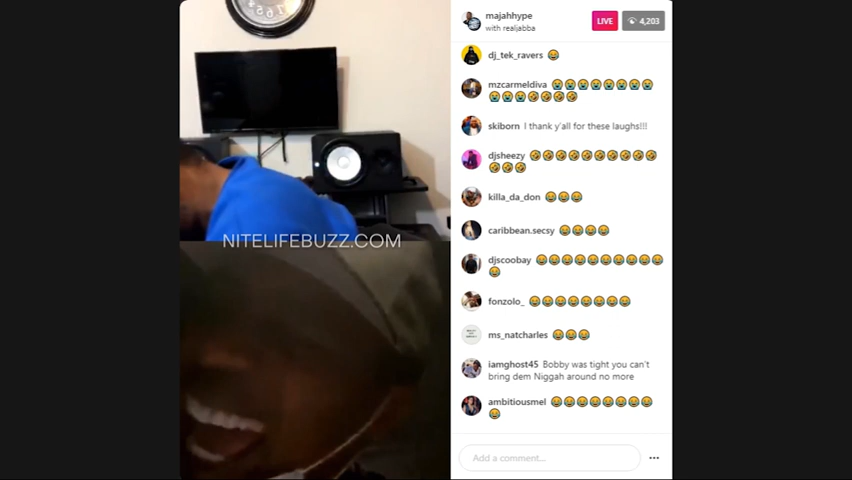 majahhype
with realjabba
LIVE
4,203
dj_tek_ravers 😂
mzcarmeldiva 😭😭😭😭😭😭😭😭
😭😭😭🤣🤣🤣🤣
skiborn I thank y'all for these laughs!!!
djsheezy 🤣🤣🤣🤣🤣🤣🤣🤣🤣🤣
🤣🤣🤣
killa_da_don 😂😂😂
caribbean.secsy 😂😂😂😂
djscoobay 😂😂😂😂😂😂😂😂😂😂
😂
fonzolo_ 😂😂😂😂😂😂😂😂
ms_natcharles 😂😂😂
iamghost45 Bobby was tight you can't
bring dem Niggah around no more
ambitiousmel 😂😂😂😂😂😂😂😂
😂
Add a comment...
NITELIFEBUZZ.COM